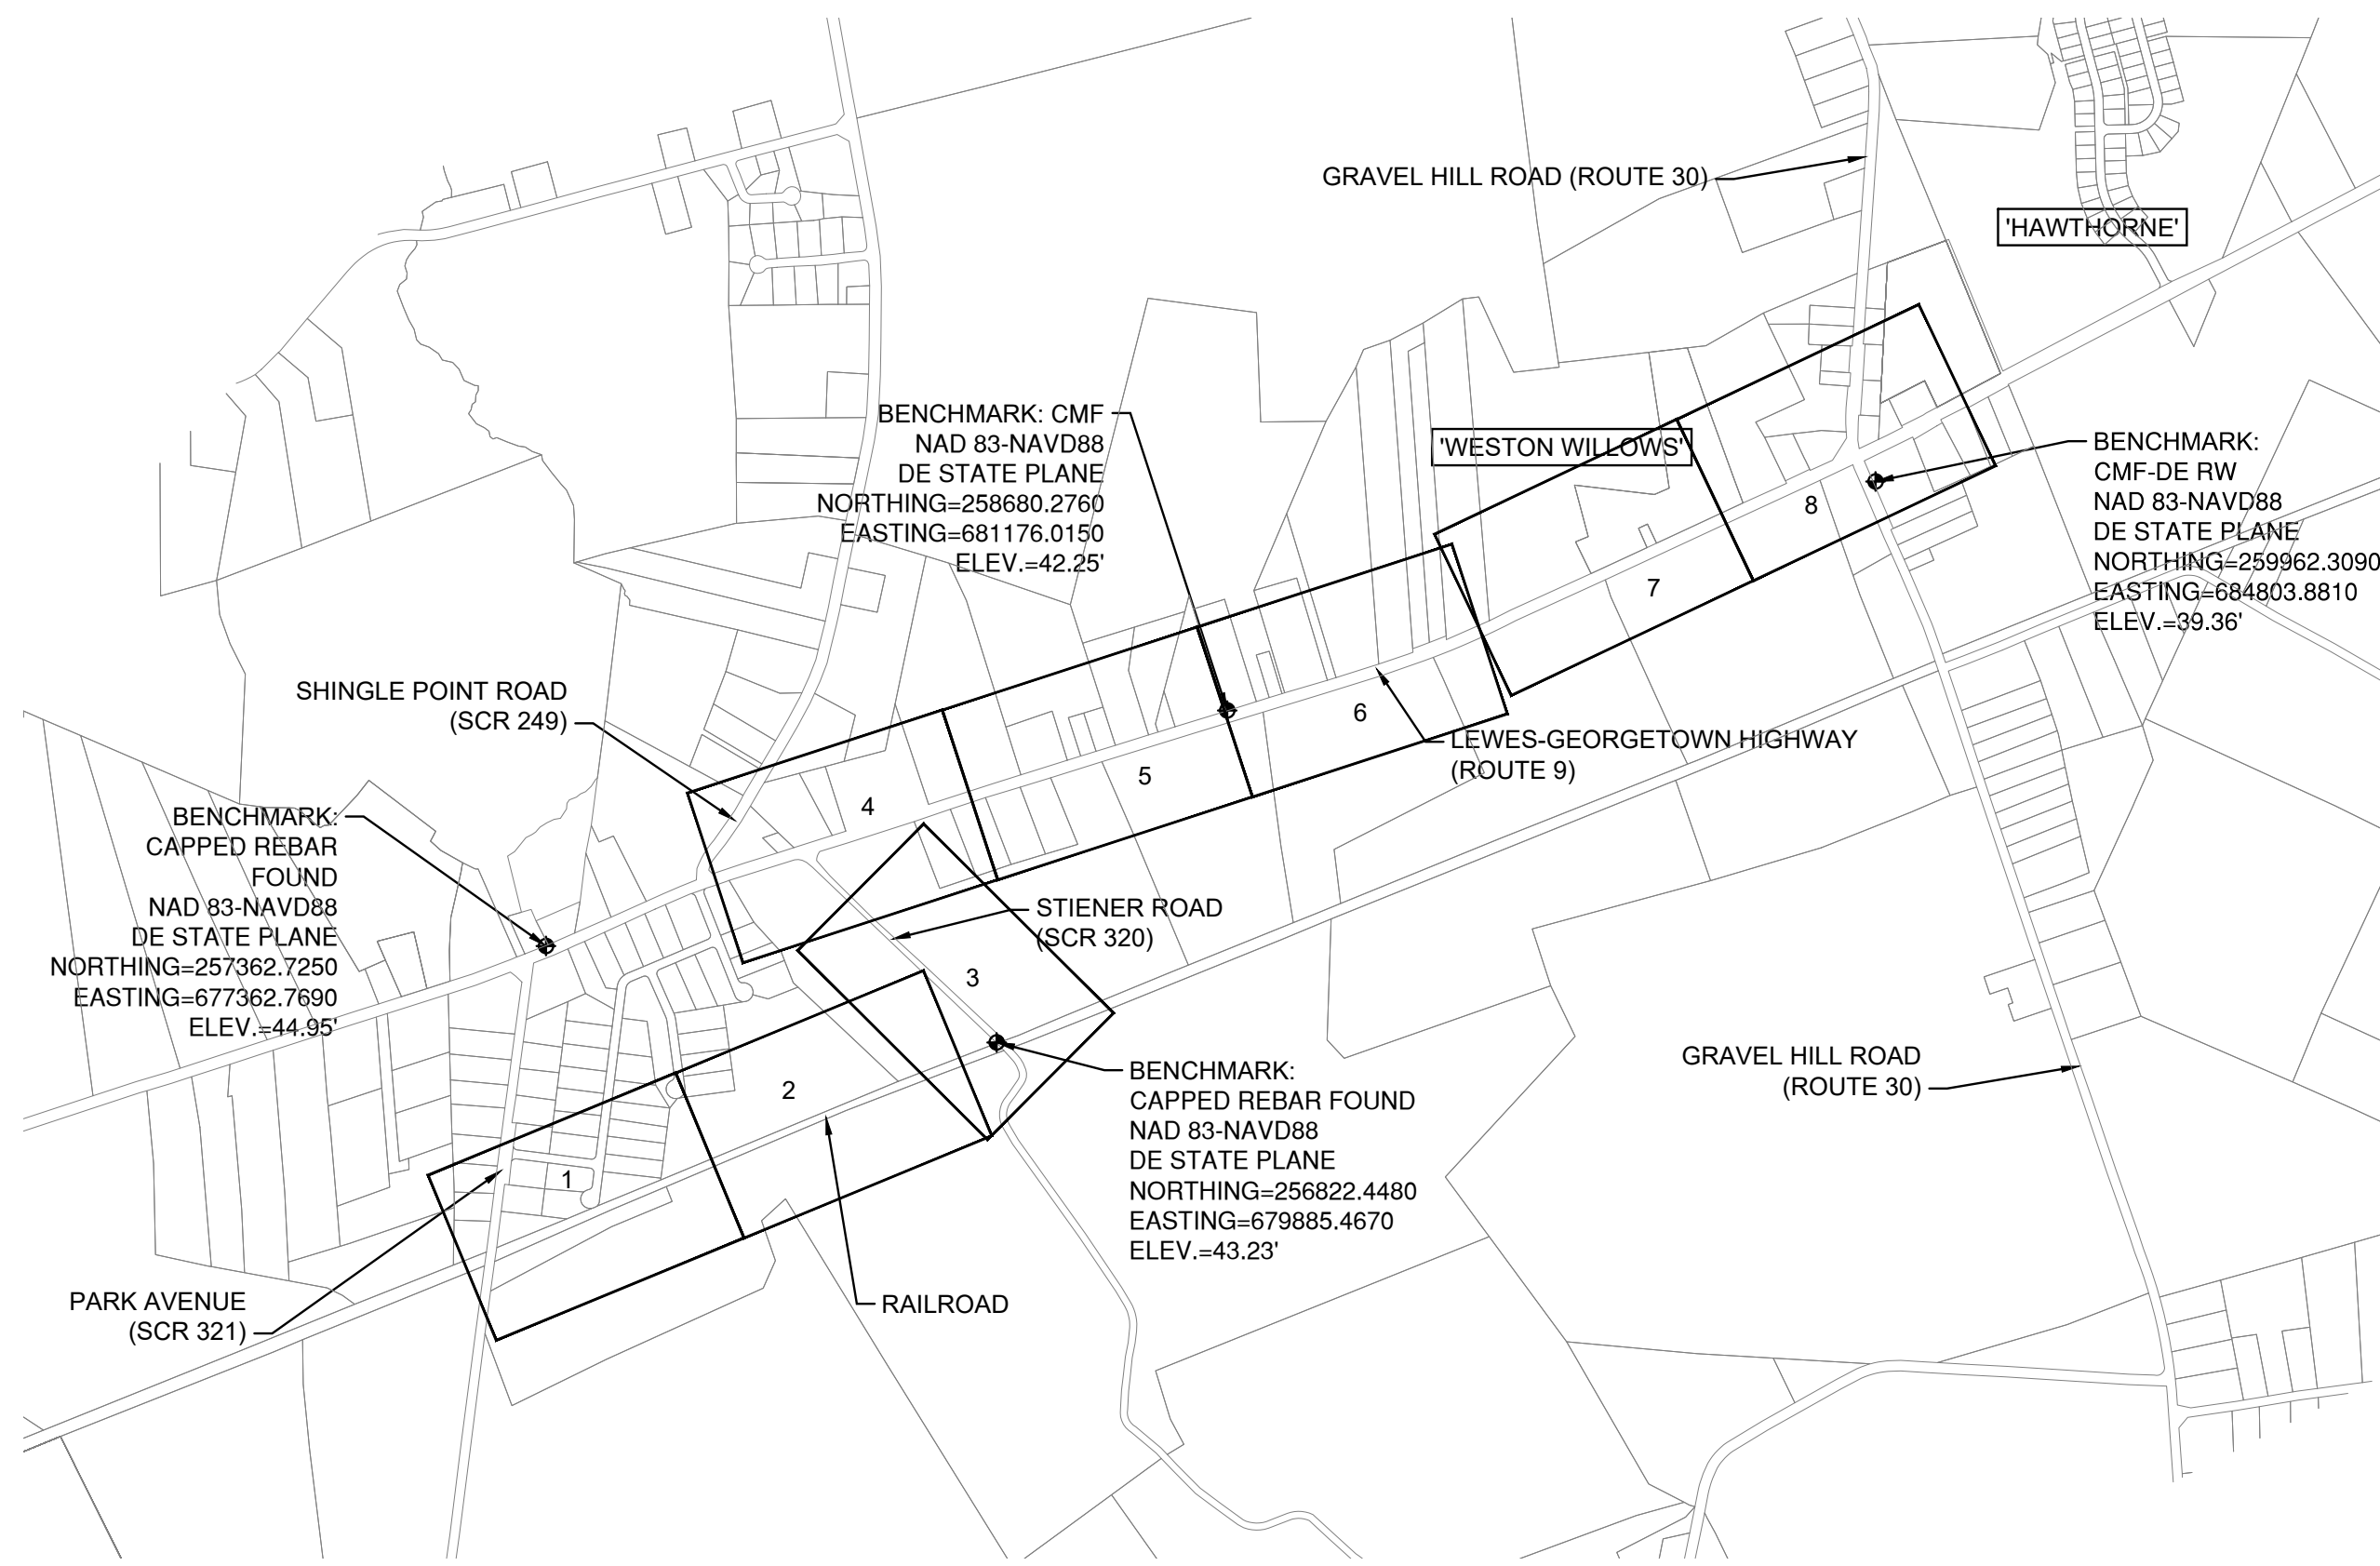 GRAVEL HILL ROAD (ROUTE 30)
'HAWTHORNE'
BENCHMARK: CMF
NAD 83-NAVD88
DE STATE PLANE
NORTHING=258680.2760
EASTING=681176.0150
ELEV.=42.25'
'WESTON WILLOWS'
BENCHMARK:
CMF-DE RW
NAD 83-NAVD88
DE STATE PLANE
NORTHING=259962.3090
EASTING=684803.8810
ELEV.=39.36'
8
7
SHINGLE POINT ROAD
(SCR 249)
6
LEWES-GEORGETOWN HIGHWAY
(ROUTE 9)
5
4
BENCHMARK:
CAPPED REBAR
FOUND
NAD 83-NAVD88
DE STATE PLANE
NORTHING=257362.7250
EASTING=677362.7690
ELEV.=44.95'
STIENER ROAD
(SCR 320)
3
2
BENCHMARK:
CAPPED REBAR FOUND
NAD 83-NAVD88
DE STATE PLANE
NORTHING=256822.4480
EASTING=679885.4670
ELEV.=43.23'
GRAVEL HILL ROAD
(ROUTE 30)
1
PARK AVENUE
(SCR 321)
RAILROAD